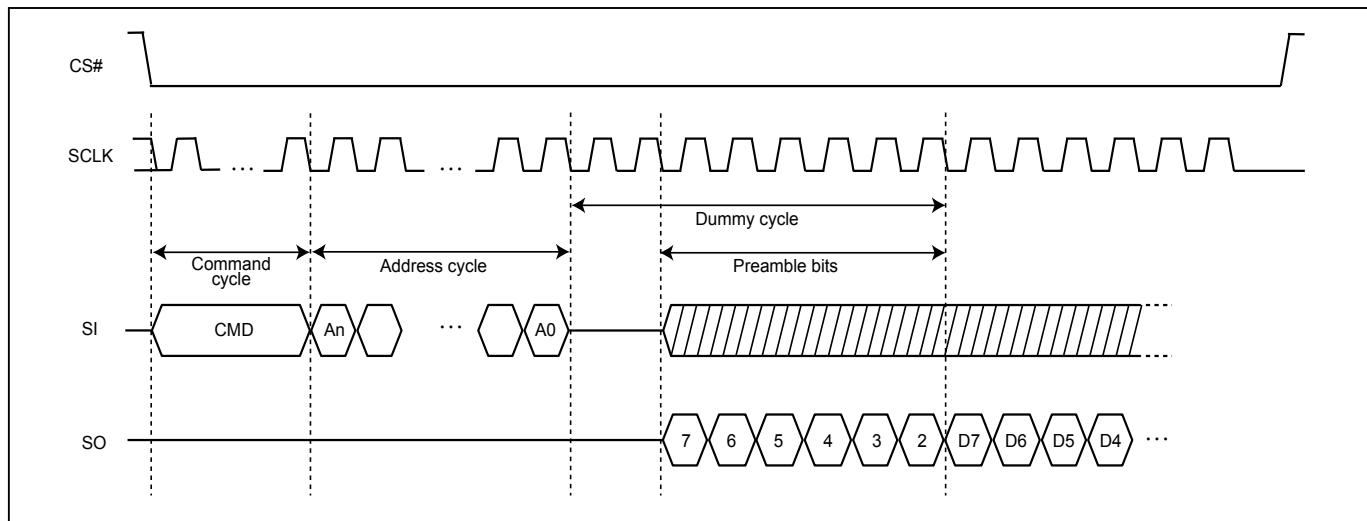 CS#
SCLK
...
...
Dummy cycle
Command
cycle
Address cycle
Preamble bits
SI
CMD
An
...
A0
SO
7
6
5
4
3
2
D7
D6
D5
D4
...